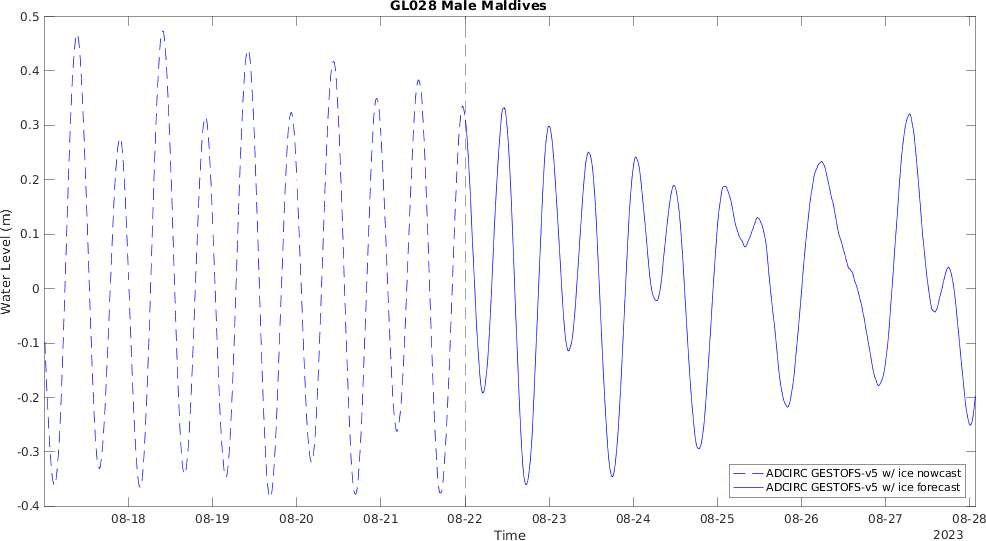 GL028 Male Maldives
0.5
0.4
0.3
0.2
0.1
0
-0.1
-0.2
-0.3
-0.4
Water Level (m)
ADCIRC GESTOFS-v5 w/ ice nowcast
ADCIRC GESTOFS-v5 w/ ice forecast
08-18 08-19 08-20 08-21 08-22 08-23 08-24 08-25 08-26 08-27 08-28
Time
2023